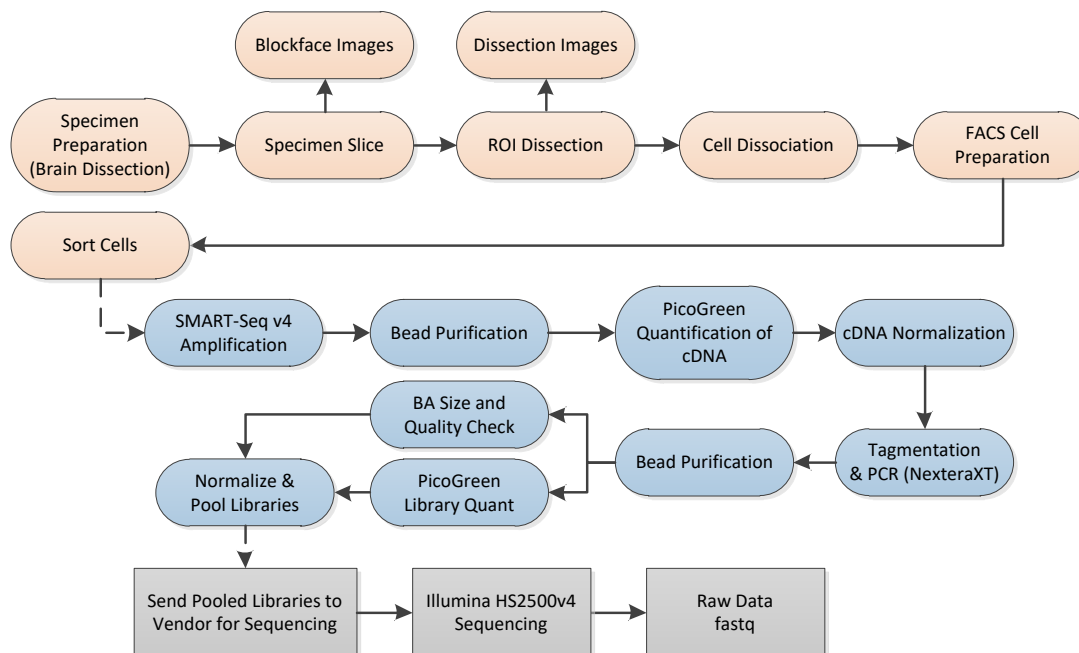 Blockface Images
Dissection Images
Specimen
Preparation
(Brain Dissection)
Specimen Slice
ROI Dissection
Cell Dissociation
FACS Cell
Preparation
Sort Cells
SMART-Seq v4
Amplification
Bead Purification
PicoGreen
Quantification of
cDNA
cDNA Normalization
BA Size and
Quality Check
Tagmentation
& PCR (NexteraXT)
Bead Purification
PicoGreen
Library Quant
Normalize &
Pool Libraries
Send Pooled Libraries to
Vendor for Sequencing
Illumina HS2500v4
Sequencing
Raw Data
fastq